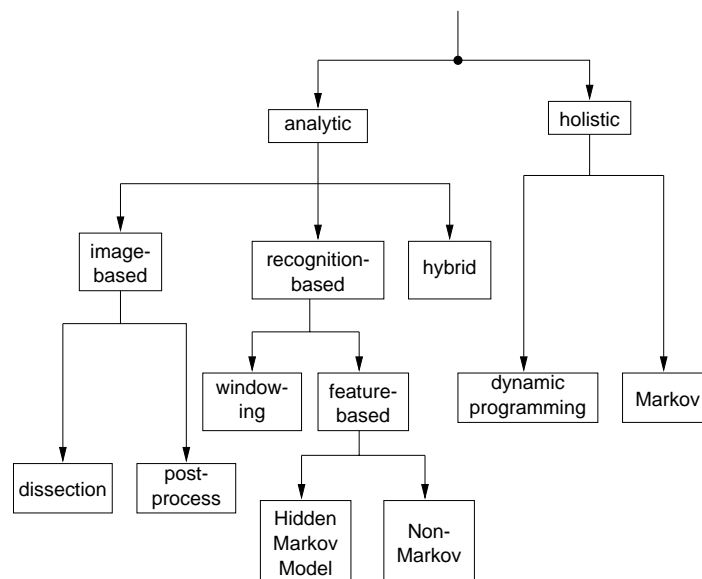 analytic
holistic
image-
based
recognition-
based
hybrid
window-
ing
feature-
based
dynamic
programming
Markov
dissection
post-
process
Hidden
Markov
Model
Non-
Markov